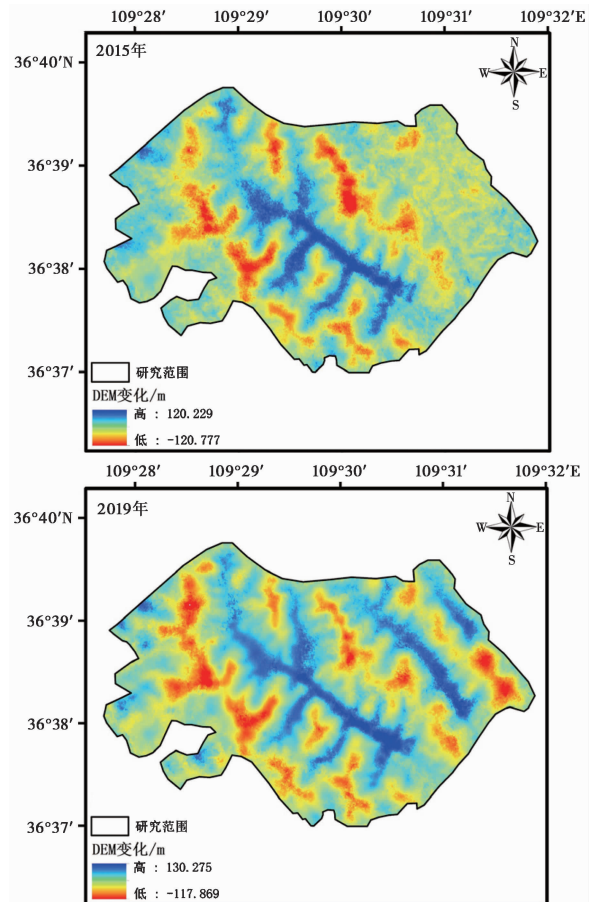 109°28′ 109°29′ 109°30′ 109°31′ 109°32′E
2015年
N
W E
S
36°40′N
36°39′
36°38′
36°37′
研究范围
DEM变化/m
高 : 120.229
低 : -120.777
109°28′ 109°29′ 109°30′ 109°31′ 109°32′E
2019年
N
W E
S
36°40′N
36°39′
36°38′
36°37′
研究范围
DEM变化/m
高 : 130.275
低 : -117.869